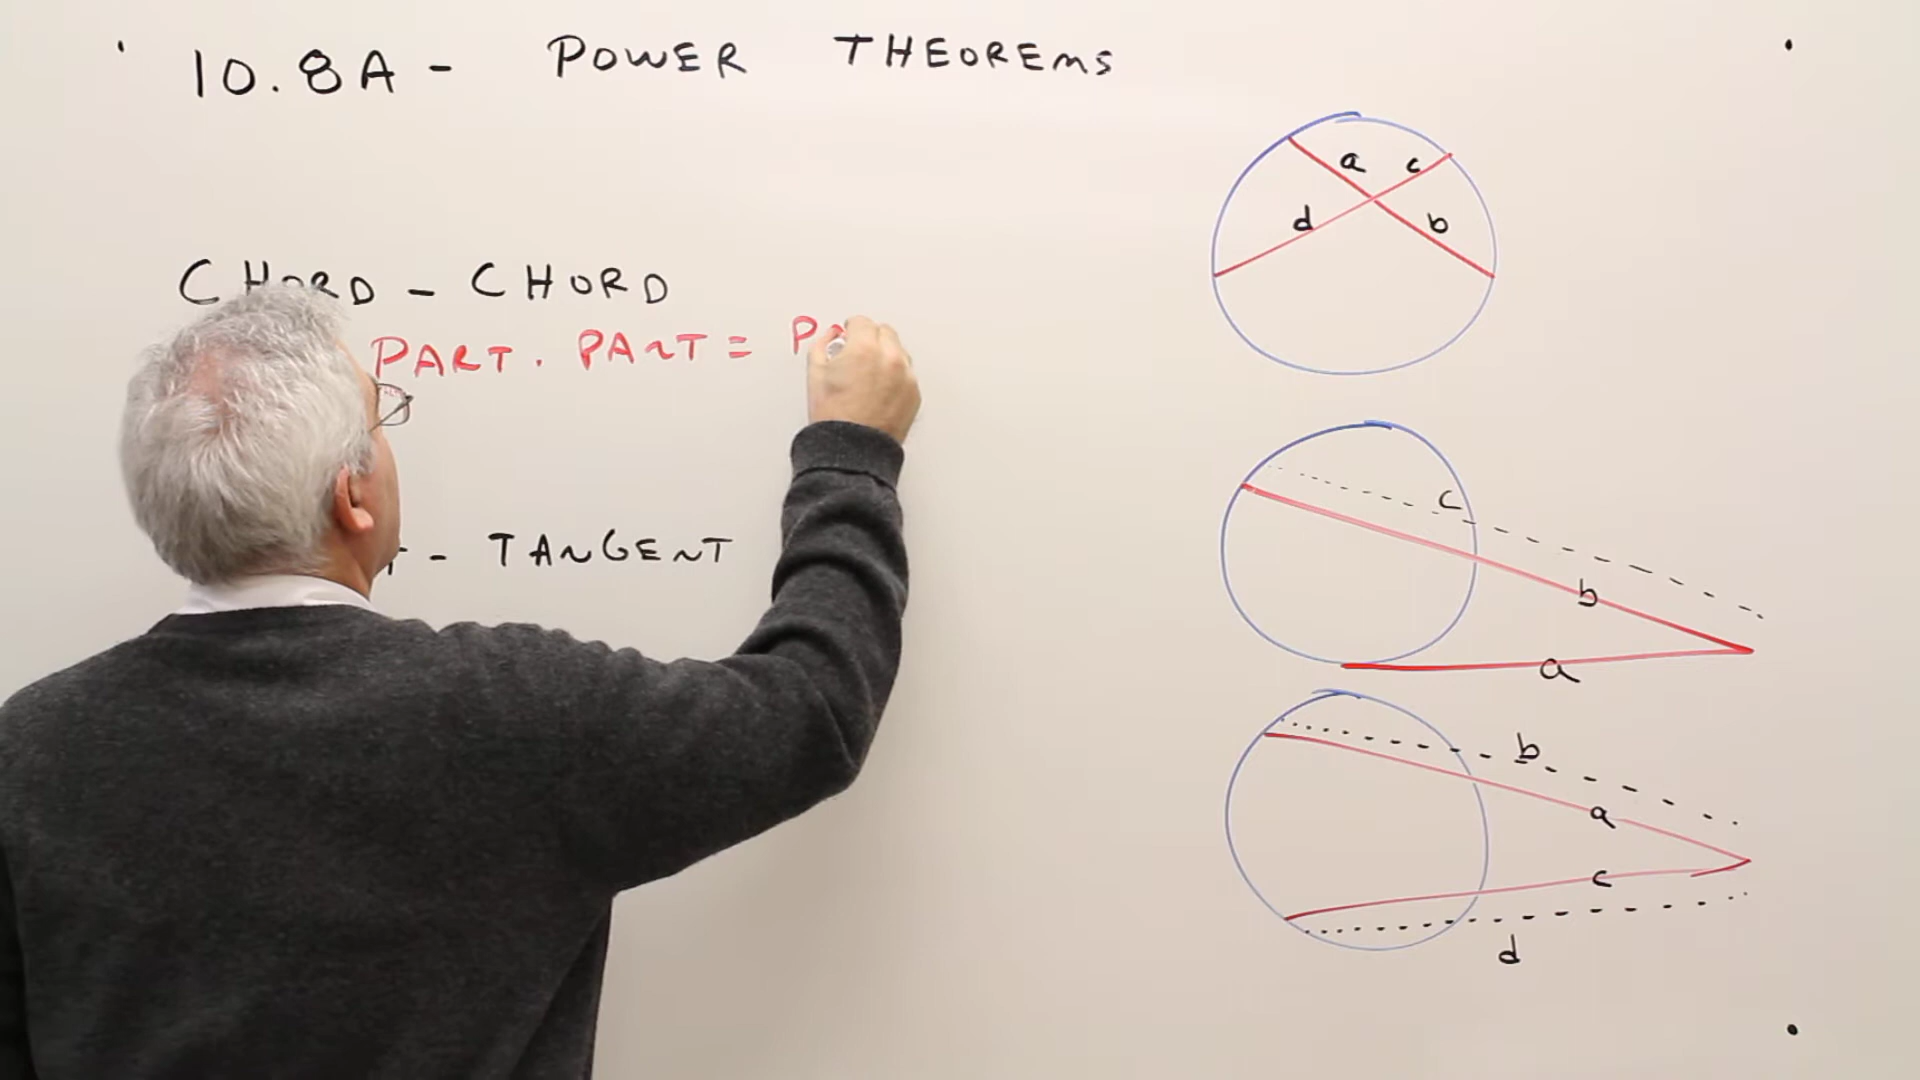 10.8A - POWER THEOREMS
CHORD - CHORD
PART · PART =
- TANGENT
a c
d b
c
b
a
b
a
c
d